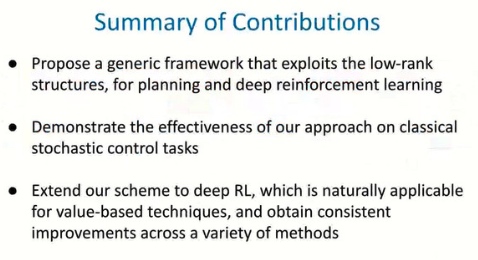 Summary of Contributions
● Propose a generic framework that exploits the low-rank
structures, for planning and deep reinforcement learning
● Demonstrate the effectiveness of our approach on classical
stochastic control tasks
● Extend our scheme to deep RL, which is naturally applicable
for value-based techniques, and obtain consistent
improvements across a variety of methods